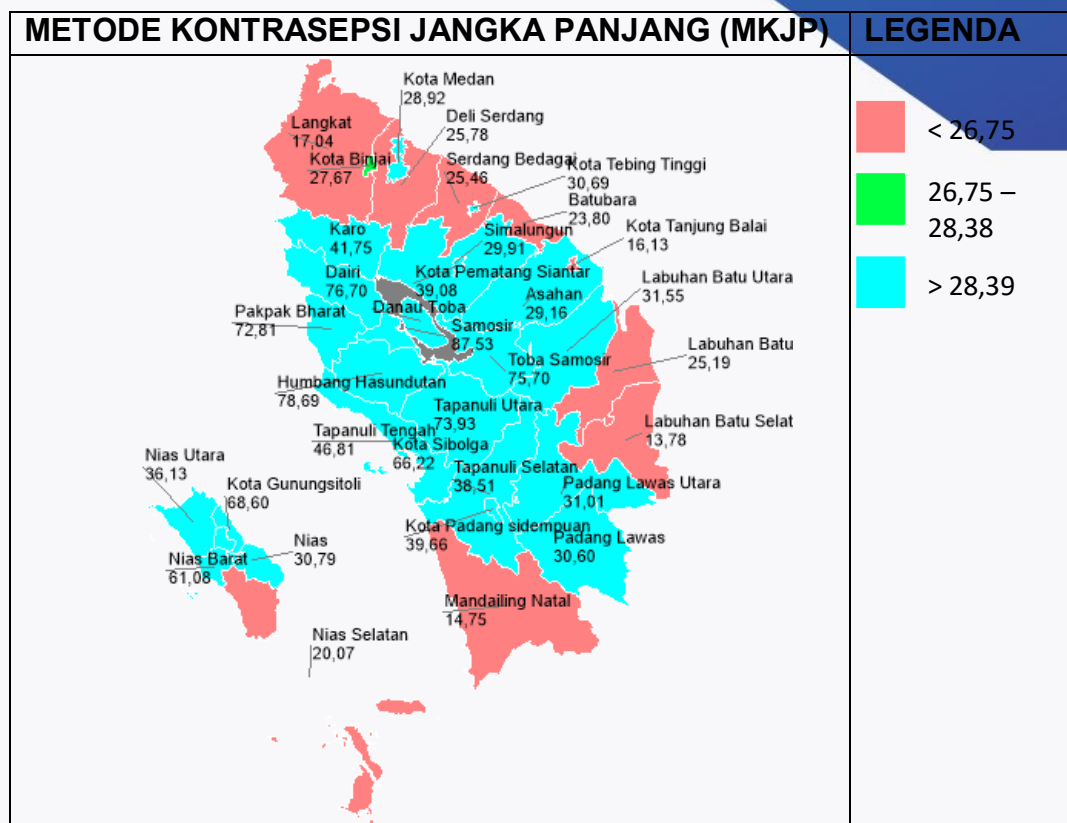 METODE KONTRASEPSI JANGKA PANJANG (MKJP)
LEGENDA
Kota Medan
28,92
Deli Serdang
25,78
Langkat
17,04
Kota Binjai
27,67
Serdang Bedagai
25,46
Kota Tebing Tinggi
30,69
Batubara
23,80
Kota Tanjung Balai
16,13
Karo
41,75
Simalungun
29,91
Dairi
76,70
Kota Pematang Siantar
39,08
Labuhan Batu Utara
31,55
Asahan
29,16
Pakpak Bharat
72,81
Danau Toba
Samosir
87,53
Labuhan Batu
25,19
Toba Samosir
75,70
Humbang Hasundutan
78,69
Tapanuli Utara
73,93
Labuhan Batu Selat
13,78
Tapanuli Tengah
46,81
Kota Sibolga
66,22
Nias Utara
36,13
Tapanuli Selatan
38,51
Kota Gunungsitoli
68,60
Padang Lawas Utara
31,01
Kota Padang sidempuan
39,66
Nias
30,79
Padang Lawas
30,60
Nias Barat
61,08
Mandailing Natal
14,75
Nias Selatan
20,07
< 26,75
26,75 –
28,38
> 28,39